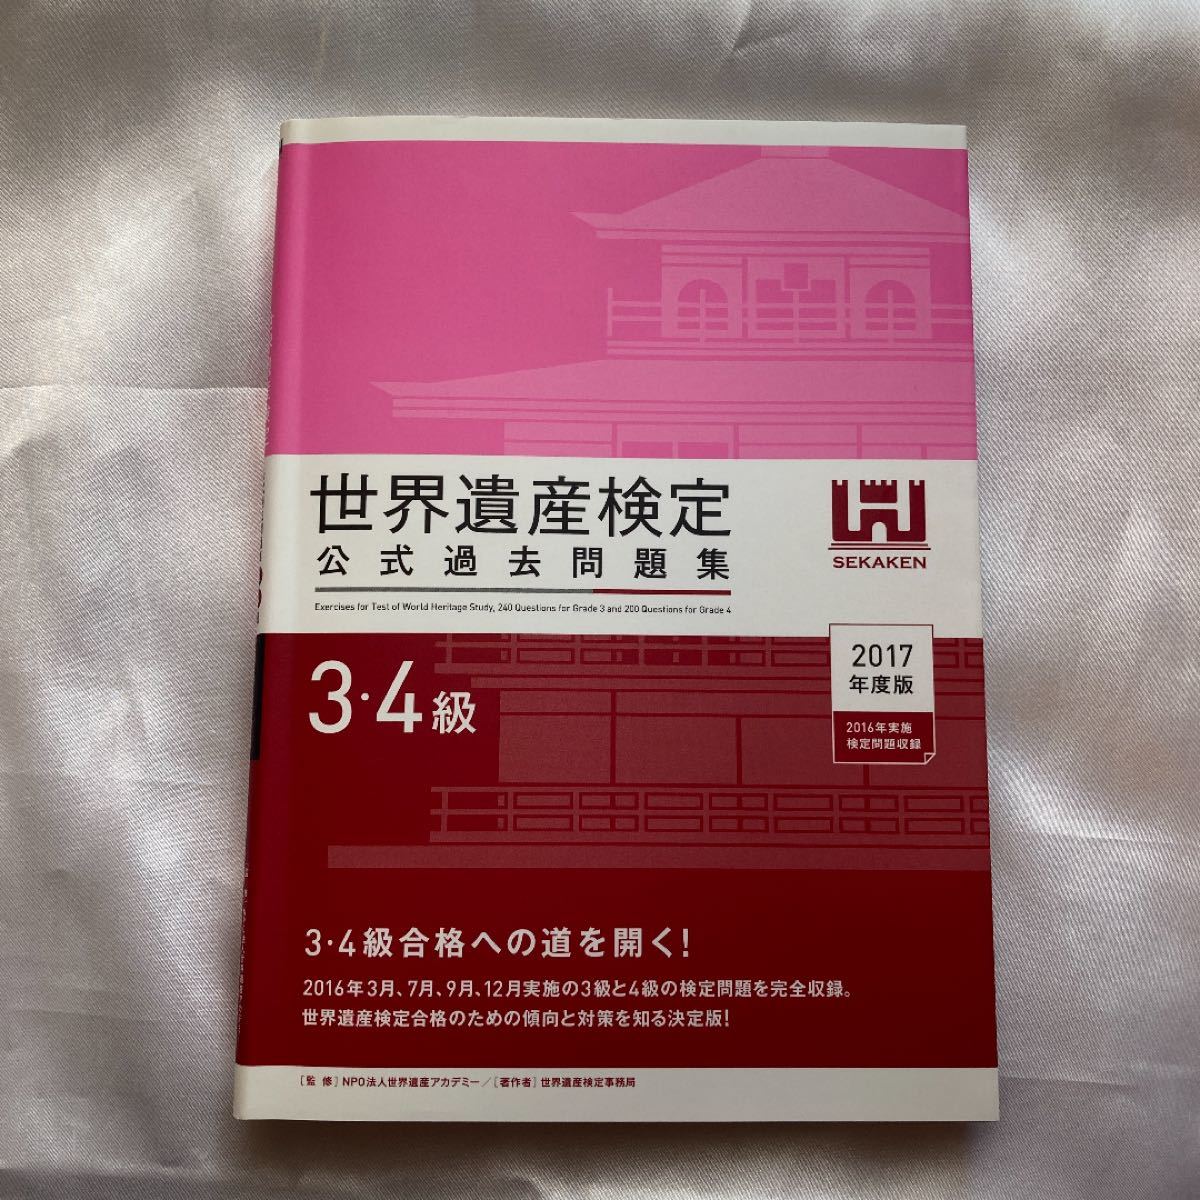 世界遺産検定
公式過去問題集
Exercises for Test of World Heritage Study, 240 Questions for Grade 3 and 200 Questions for Grade 4
SEKAKEN
3・4級
2017
年度版
2016年実施
検定問題収録
3・4級合格への道を開く!
2016年3月、7月、9月、12月実施の3級と4級の検定問題を完全収録。
世界遺産検定合格のための傾向と対策を知る決定版!
[監 修] NPO法人世界遺産アカデミー/[著作者] 世界遺産検定事務局